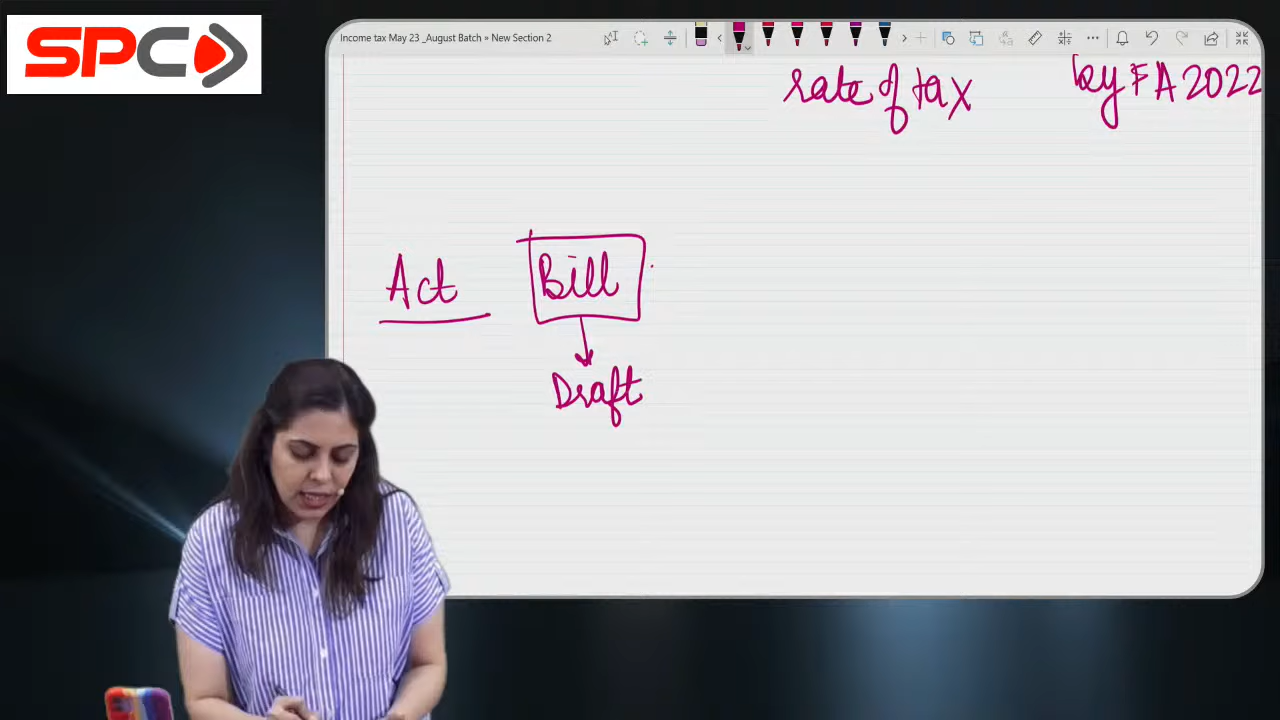 SPC
Income tax May 23 _August Batch » New Section 2
rate of tax by FA 2022
Act Bill
Draft